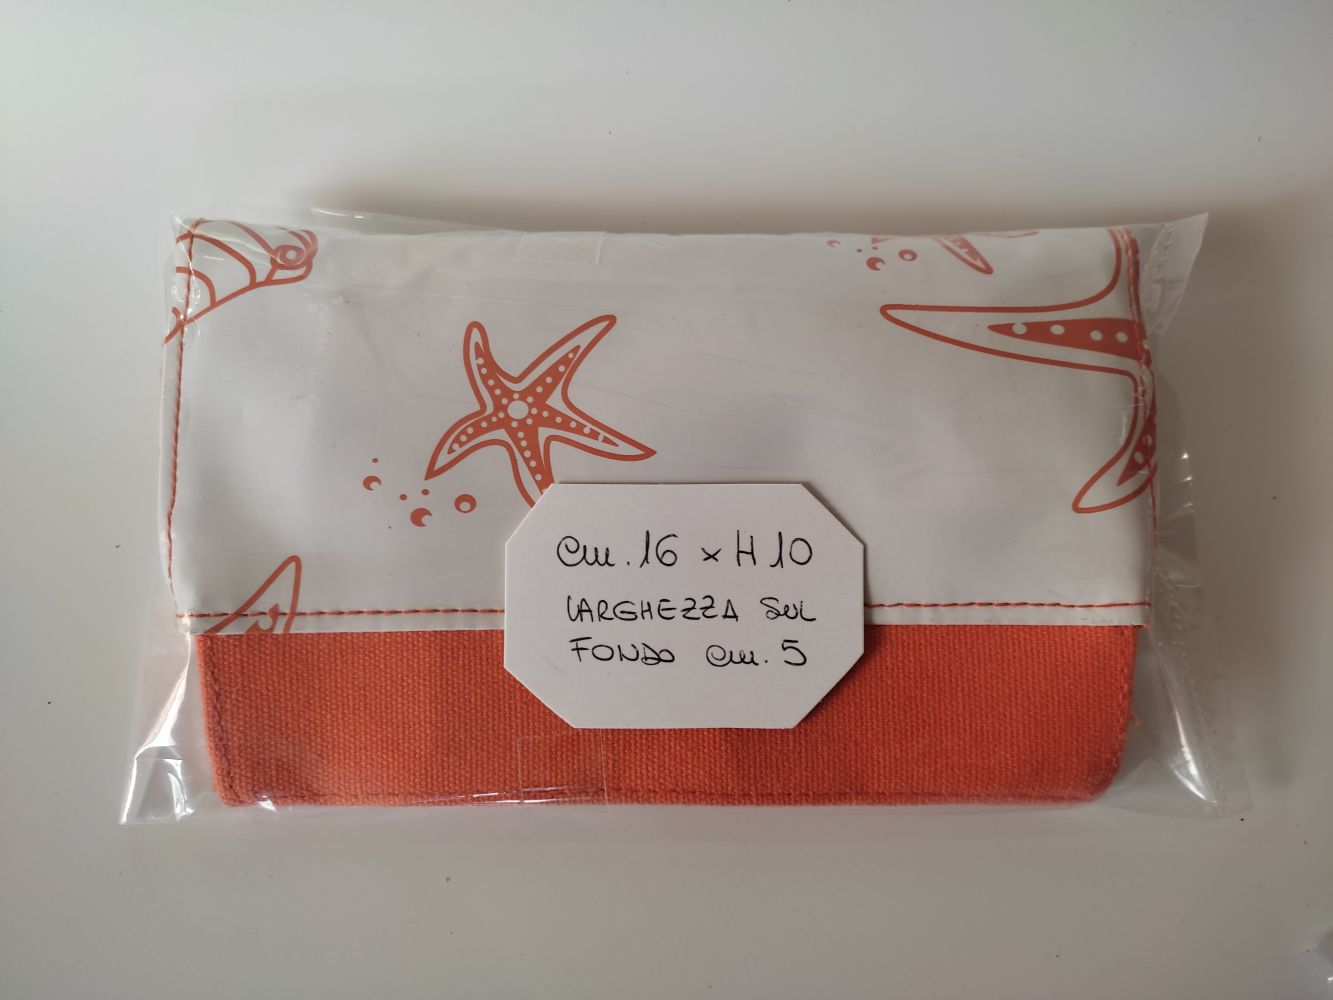 cm. 16 x H 10
LARGHEZZA SUL
FONDO cm. 5